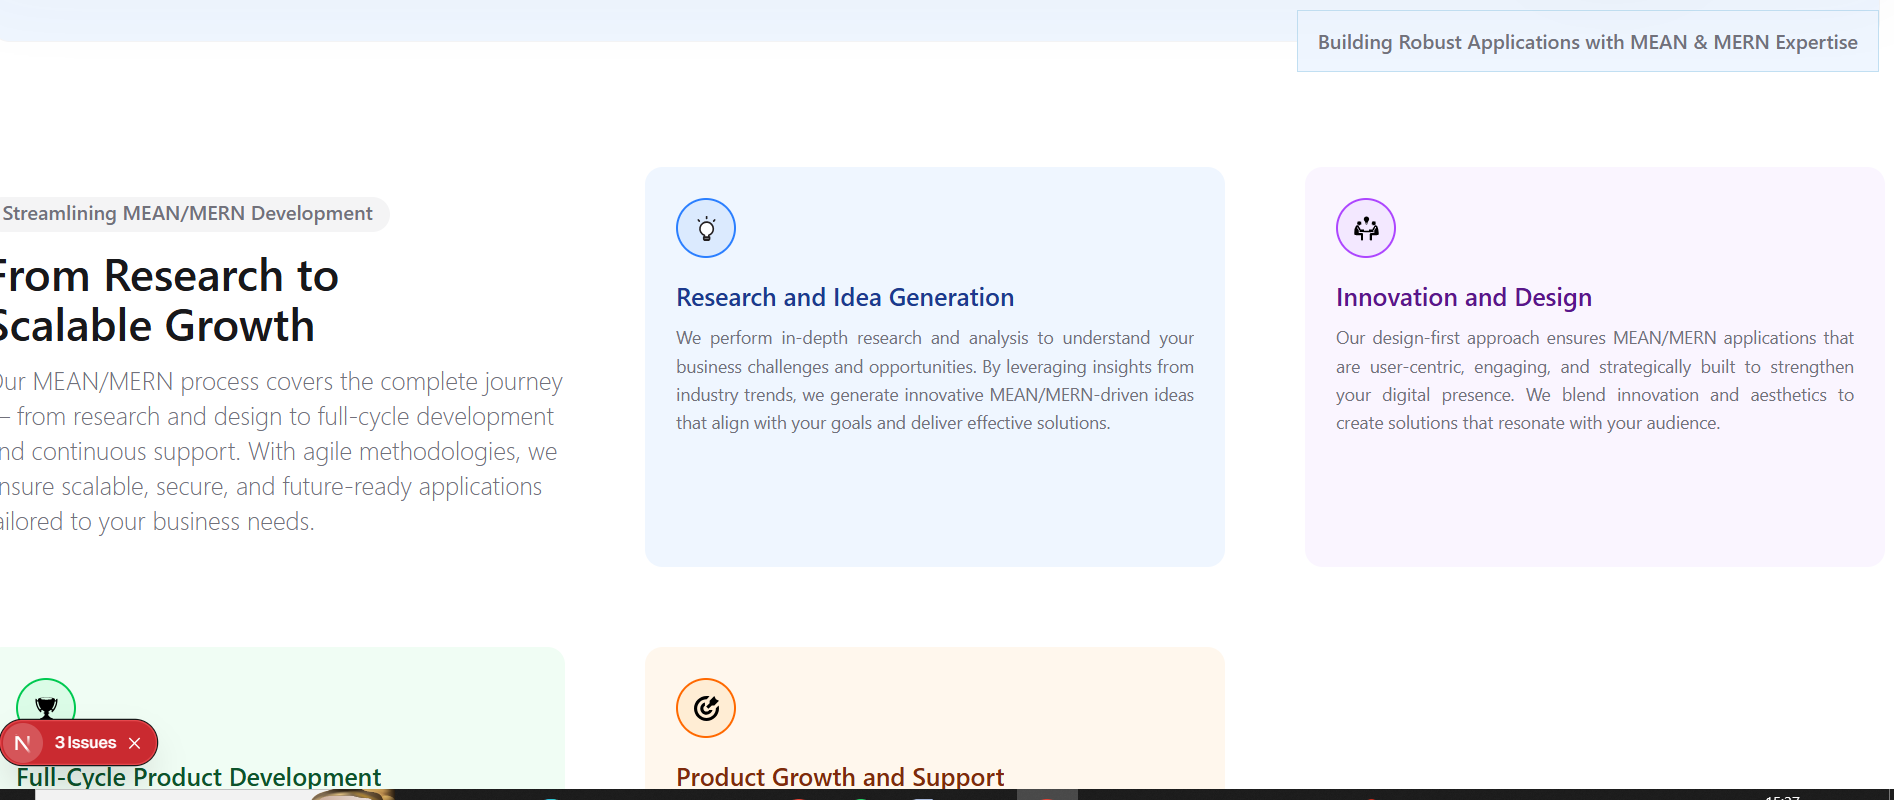 Building Robust Applications with MEAN & MERN Expertise
Streamlining MEAN/MERN Development
From Research to
Scalable Growth
Our MEAN/MERN process covers the complete journey
– from research and design to full-cycle development
and continuous support. With agile methodologies, we
ensure scalable, secure, and future-ready applications
tailored to your business needs.
Research and Idea Generation
We perform in-depth research and analysis to understand your
business challenges and opportunities. By leveraging insights from
industry trends, we generate innovative MEAN/MERN-driven ideas
that align with your goals and deliver effective solutions.
Innovation and Design
Our design-first approach ensures MEAN/MERN applications that
are user-centric, engaging, and strategically built to strengthen
your digital presence. We blend innovation and aesthetics to
create solutions that resonate with your audience.
N 3 Issues
Full-Cycle Product Development
Product Growth and Support